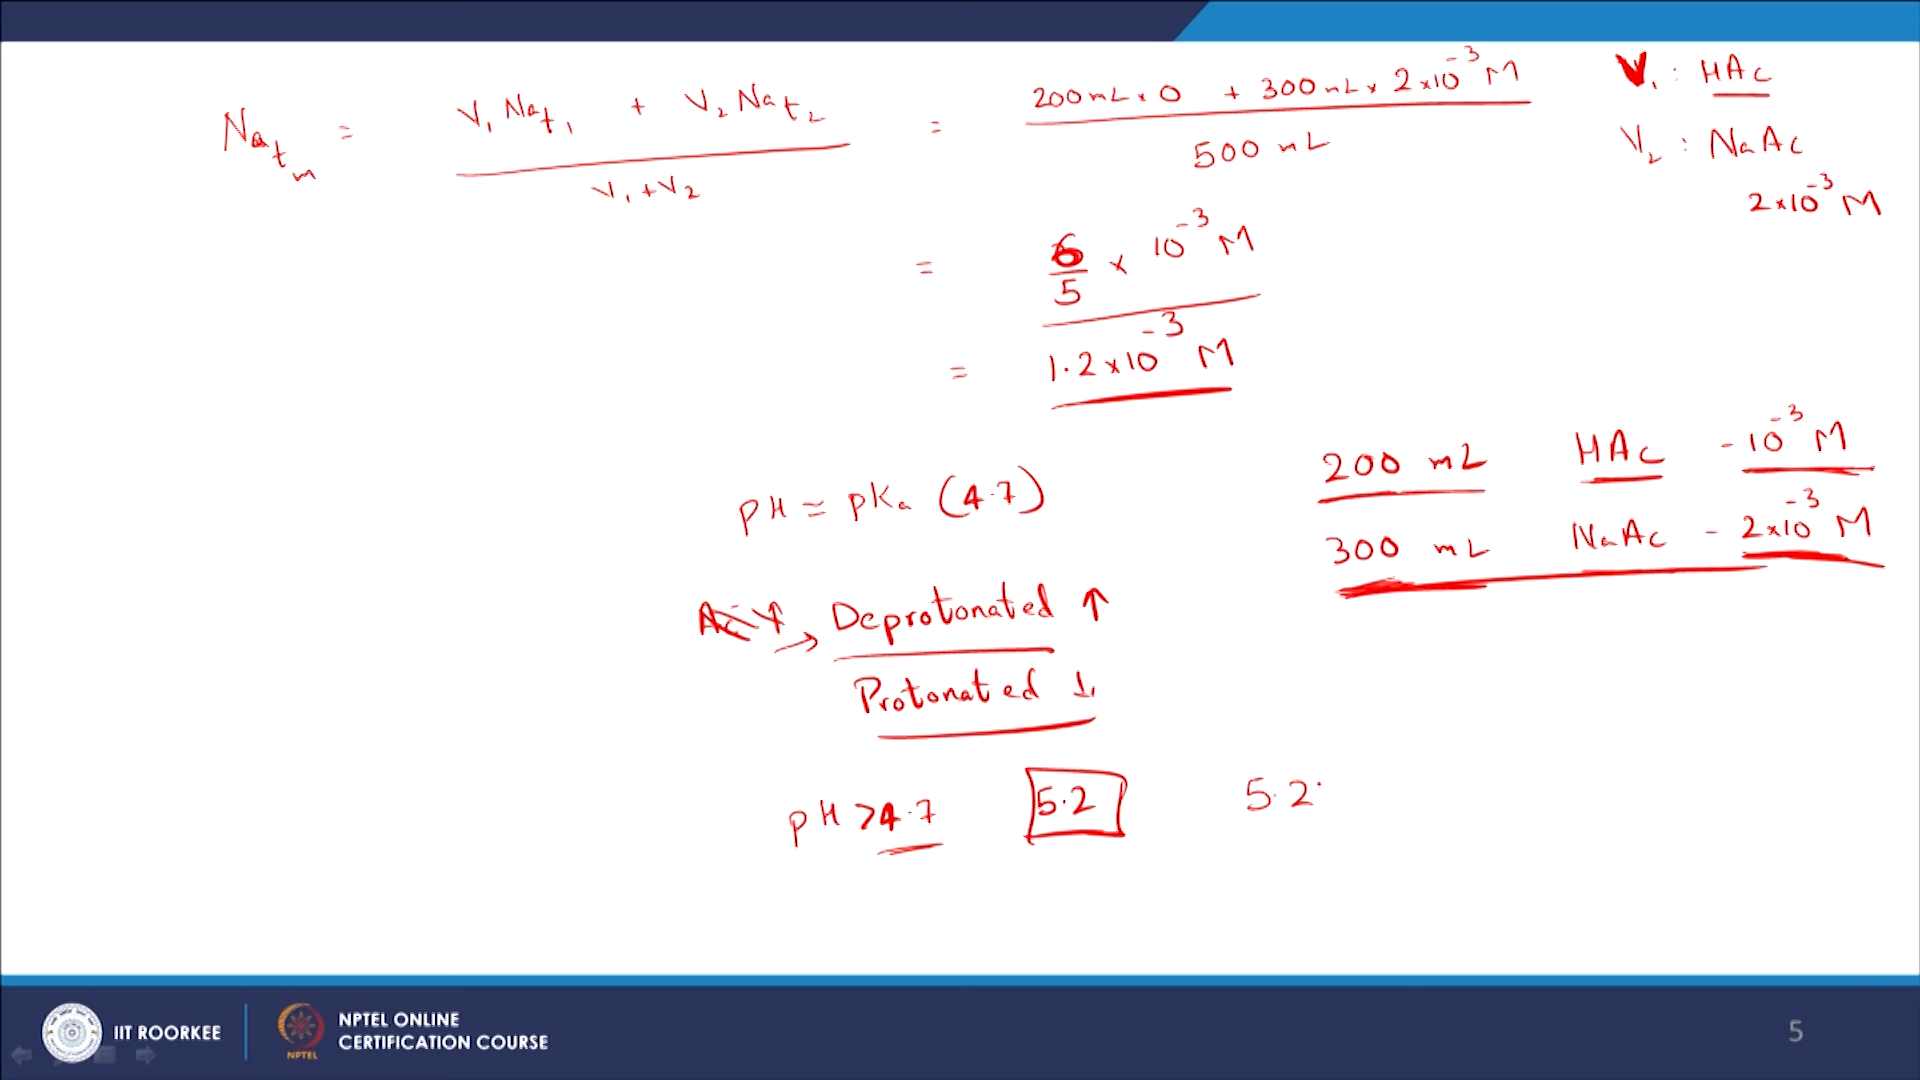 Na_tm = (V₁ Na_t₁ + V₂ Na_t₂) / (V₁ + V₂) = (200 mL × 0 + 300 mL × 2×10⁻³ M) / 500 mL
V₁ : HAc
V₂ : NaAc
2×10⁻³ M
= 6/5 × 10⁻³ M
= 1.2×10⁻³ M
200 mL HAc - 10⁻³ M
300 mL NaAc - 2×10⁻³ M
pH ≃ pKa (4.7)
→ Deprotonated ↑
Protonated ↓
pH > 4.7 5.2 5.2.
IIT ROORKEE
NPTEL
NPTEL ONLINE
CERTIFICATION COURSE
5